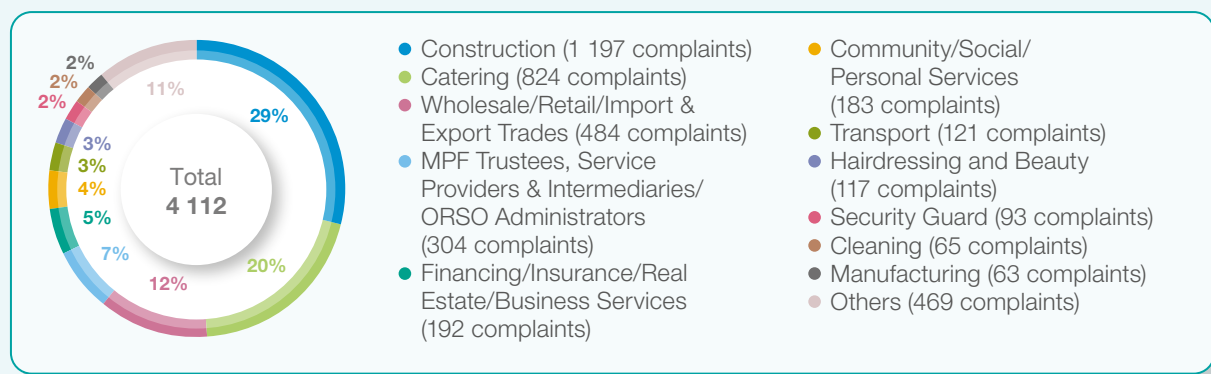 2%
2%
2%
3%
3%
4%
5%
7%
12%
20%
29%
11%
Total
4 112
Construction (1 197 complaints)
Catering (824 complaints)
Wholesale/Retail/Import &
Export Trades (484 complaints)
MPF Trustees, Service
Providers & Intermediaries/
ORSO Administrators
(304 complaints)
Financing/Insurance/Real
Estate/Business Services
(192 complaints)
Community/Social/
Personal Services
(183 complaints)
Transport (121 complaints)
Hairdressing and Beauty
(117 complaints)
Security Guard (93 complaints)
Cleaning (65 complaints)
Manufacturing (63 complaints)
Others (469 complaints)